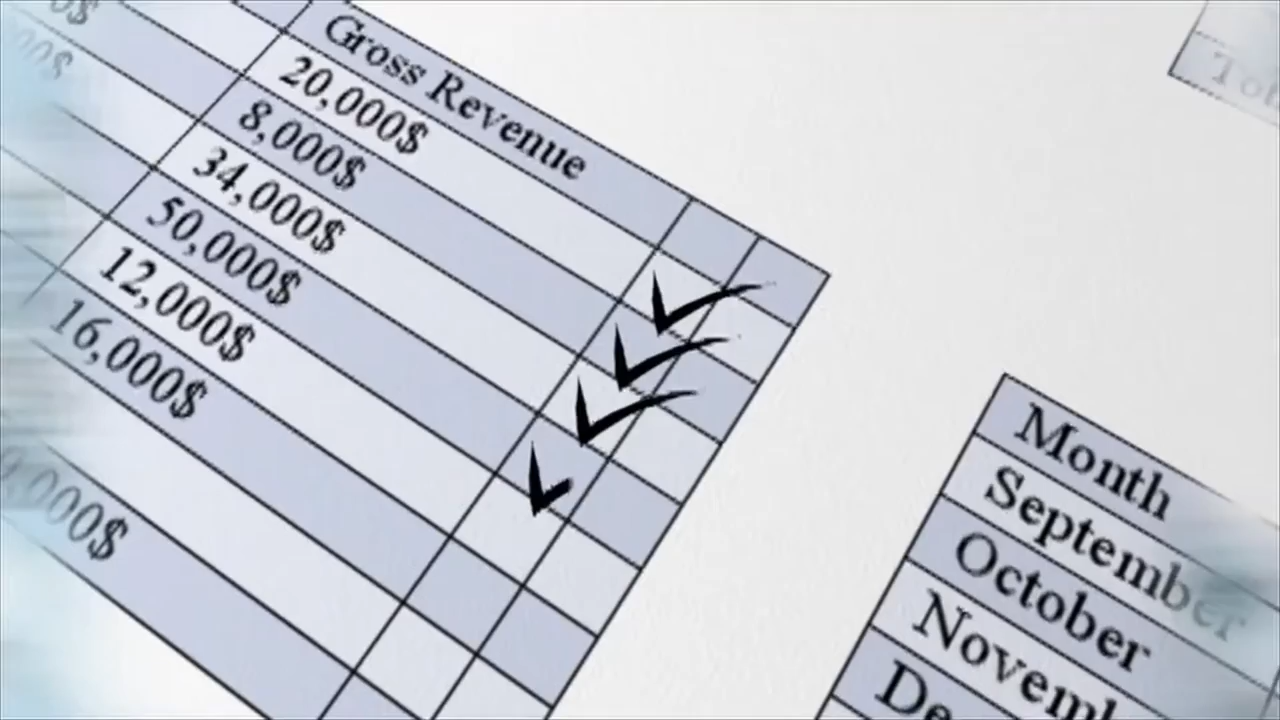 Gross Revenue
20,000$
8,000$
34,000$
50,000$
12,000$
16,000$
Month
September
October